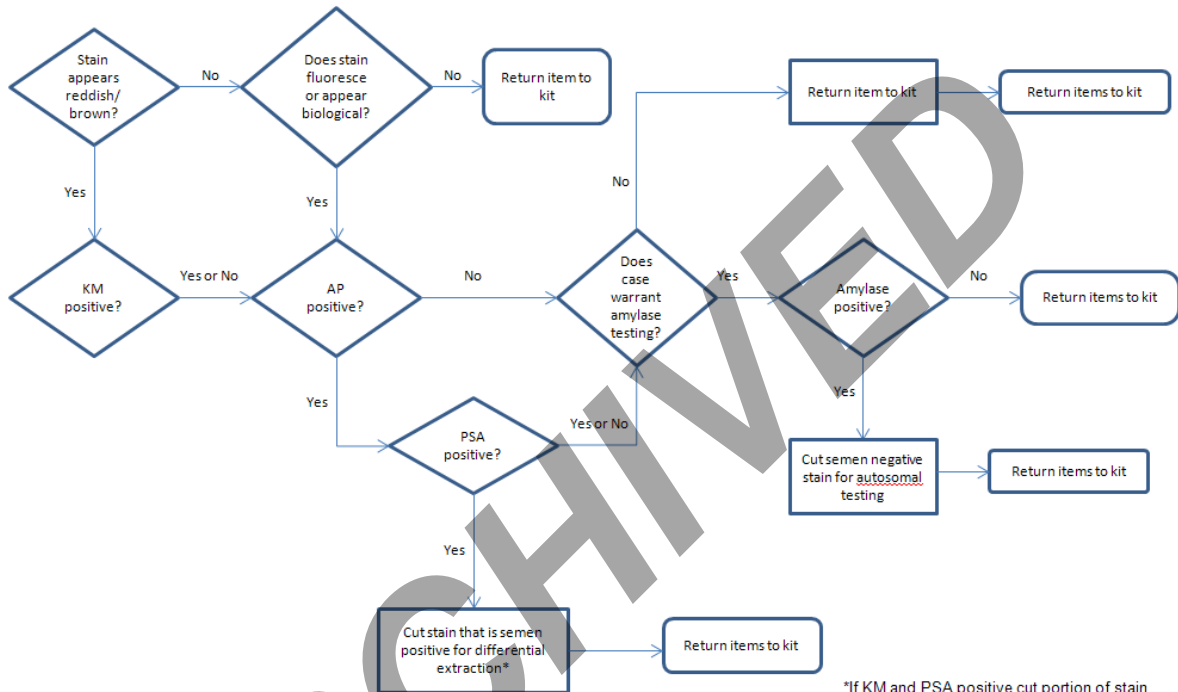 Stain
appears
reddish/
brown?
No
Does stain
fluoresce
or appear
biological?
No
Return item to
kit
Return item to kit
Return items to kit
Yes
Yes
No
KM
positive?
Yes or No
AP
positive?
No
Does
case
warrant
amylase
testing?
Yes
Amylase
positive?
No
Return items to kit
Yes
PSA
positive?
Yes or No
Yes
Cut semen negative
stain for autosomal
testing
Return items to kit
Yes
Cut stain that is semen
positive for differential
extraction*
Return items to kit
*If KM and PSA positive cut portion of stain
CHIVED